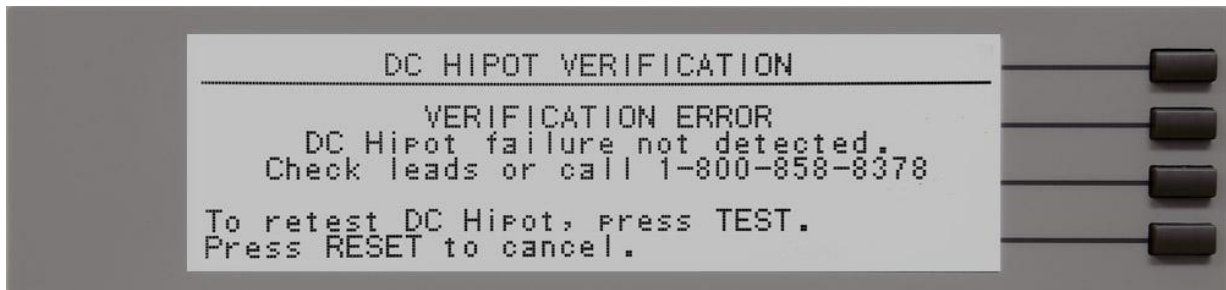 DC HIPOT VERIFICATION
VERIFICATION ERROR
DC Hipot failure not detected.
Check leads or call 1-800-858-8378
To retest DC Hipot, press TEST.
Press RESET to cancel.